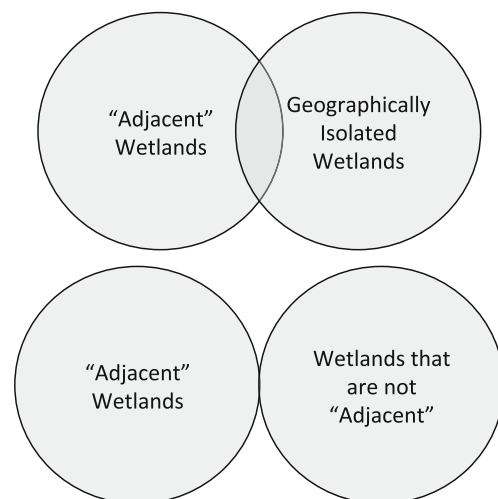 “Adjacent”
Wetlands
Geographically
Isolated
Wetlands
“Adjacent”
Wetlands
Wetlands that
are not
“Adjacent”